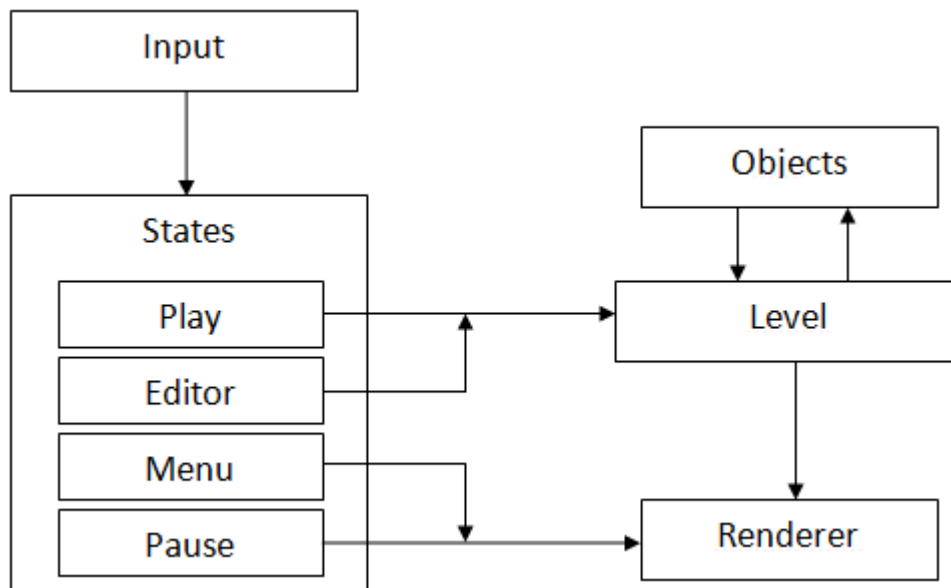 Input
Objects
States
Play
Level
Editor
Menu
Pause
Renderer